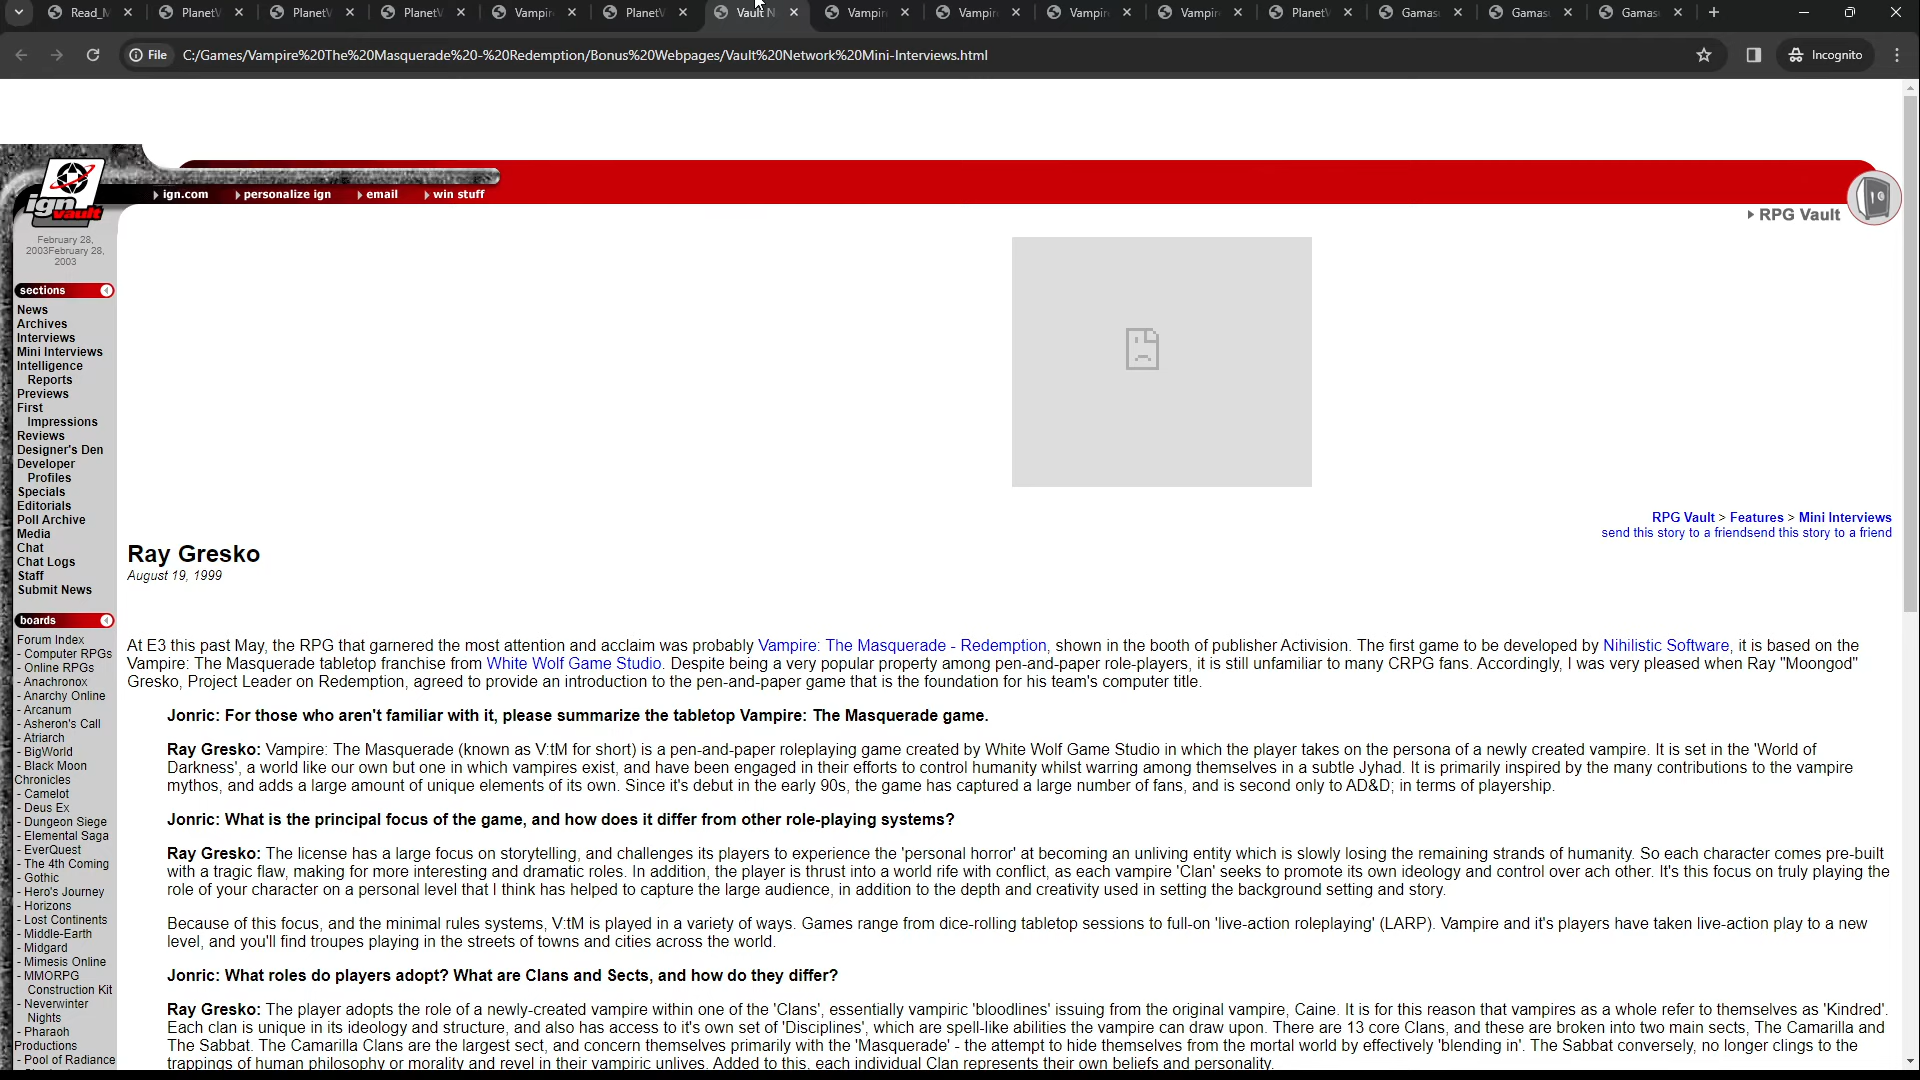 Read_M
PlanetV
PlanetV
PlanetV
Vampir
PlanetV
Vault N
Vampir
Vampir
Vampir
Vampir
PlanetV
Gamas
Gamas
Gamas
File
C:/Games/Vampire%20The%20Masquerade%20-%20Redemption/Bonus%20Webpages/Vault%20Network%20Mini-Interviews.html
Incognito
ign.com
personalize ign
email
win stuff
ign
vault
RPG Vault
February 28,
2003February 28,
2003
sections
News
Archives
Interviews
Mini Interviews
Intelligence
Reports
Previews
First
Impressions
Reviews
Designer's Den
Developer
Profiles
Specials
Editorials
Poll Archive
Media
Chat
Chat Logs
Staff
Submit News
boards
Forum Index
- Computer RPGs
- Online RPGs
- Anachronox
- Anarchy Online
- Arcanum
- Asheron's Call
- Atriarch
- BigWorld
- Black Moon
Chronicles
- Camelot
- Deus Ex
- Dungeon Siege
- Elemental Saga
- EverQuest
- The 4th Coming
- Gothic
- Hero's Journey
- Horizons
- Lost Continents
- Middle-Earth
- Midgard
- Mimesis Online
- MMORPG
Construction Kit
- Neverwinter
Nights
- Pharaoh
Productions
- Pool of Radiance
RPG Vault > Features > Mini Interviews
send this story to a friendsend this story to a friend
Ray Gresko
August 19, 1999
At E3 this past May, the RPG that garnered the most attention and acclaim was probably Vampire: The Masquerade - Redemption, shown in the booth of publisher Activision. The first game to be developed by Nihilistic Software, it is based on the
Vampire: The Masquerade tabletop franchise from White Wolf Game Studio. Despite being a very popular property among pen-and-paper role-players, it is still unfamiliar to many CRPG fans. Accordingly, I was very pleased when Ray "Moongod"
Gresko, Project Leader on Redemption, agreed to provide an introduction to the pen-and-paper game that is the foundation for his team's computer title.
Jonric: For those who aren't familiar with it, please summarize the tabletop Vampire: The Masquerade game.
Ray Gresko: Vampire: The Masquerade (known as V:tM for short) is a pen-and-paper roleplaying game created by White Wolf Game Studio in which the player takes on the persona of a newly created vampire. It is set in the 'World of
Darkness', a world like our own but one in which vampires exist, and have been engaged in their efforts to control humanity whilst warring among themselves in a subtle Jyhad. It is primarily inspired by the many contributions to the vampire
mythos, and adds a large amount of unique elements of its own. Since it's debut in the early 90s, the game has captured a large number of fans, and is second only to AD&D; in terms of playership.
Jonric: What is the principal focus of the game, and how does it differ from other role-playing systems?
Ray Gresko: The license has a large focus on storytelling, and challenges its players to experience the 'personal horror' at becoming an unliving entity which is slowly losing the remaining strands of humanity. So each character comes pre-built
with a tragic flaw, making for more interesting and dramatic roles. In addition, the player is thrust into a world rife with conflict, as each vampire 'Clan' seeks to promote its own ideology and control over each other. It's this focus on truly playing the
role of your character on a personal level that I think has helped to capture the large audience, in addition to the depth and creativity used in setting the background setting and story.
Because of this focus, and the minimal rules systems, V:tM is played in a variety of ways. Games range from dice-rolling tabletop sessions to full-on 'live-action roleplaying' (LARP). Vampire and it's players have taken live-action play to a new
level, and you'll find troupes playing in the streets of towns and cities across the world.
Jonric: What roles do players adopt? What are Clans and Sects, and how do they differ?
Ray Gresko: The player adopts the role of a newly-created vampire within one of the 'Clans', essentially vampiric 'bloodlines' issuing from the original vampire, Caine. It is for this reason that vampires as a whole refer to themselves as 'Kindred'.
Each clan is unique in its ideology and structure, and also has access to it's own set of 'Disciplines', which are spell-like abilities the vampire can draw upon. There are 13 core Clans, and these are broken into two main sects, The Camarilla and
The Sabbat. The Camarilla Clans are the largest sect, and concern themselves primarily with the 'Masquerade' - the attempt to hide themselves from the mortal world by effectively 'blending in'. The Sabbat conversely, no longer clings to the
trappings of human philosophy or morality and revel in their vampiric unlives. Added to this, each individual Clan represents their own beliefs and personality.